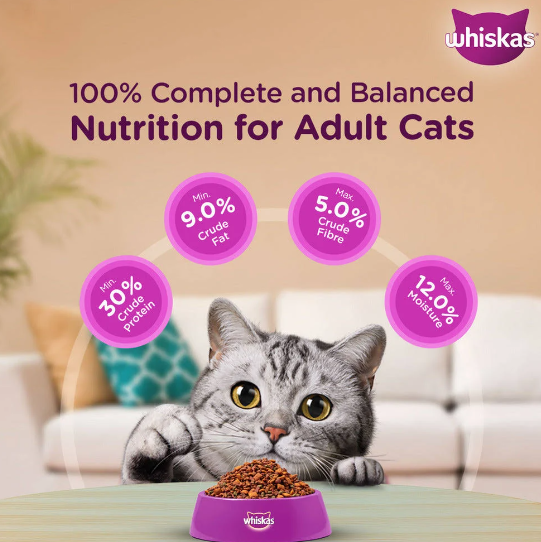 whiskas
100% Complete and Balanced
Nutrition for Adult Cats
Min.
30%
Crude
Protein
Min.
9.0%
Crude
Fat
Max.
5.0%
Crude
Fibre
Max.
12.0%
Moisture
whiskas